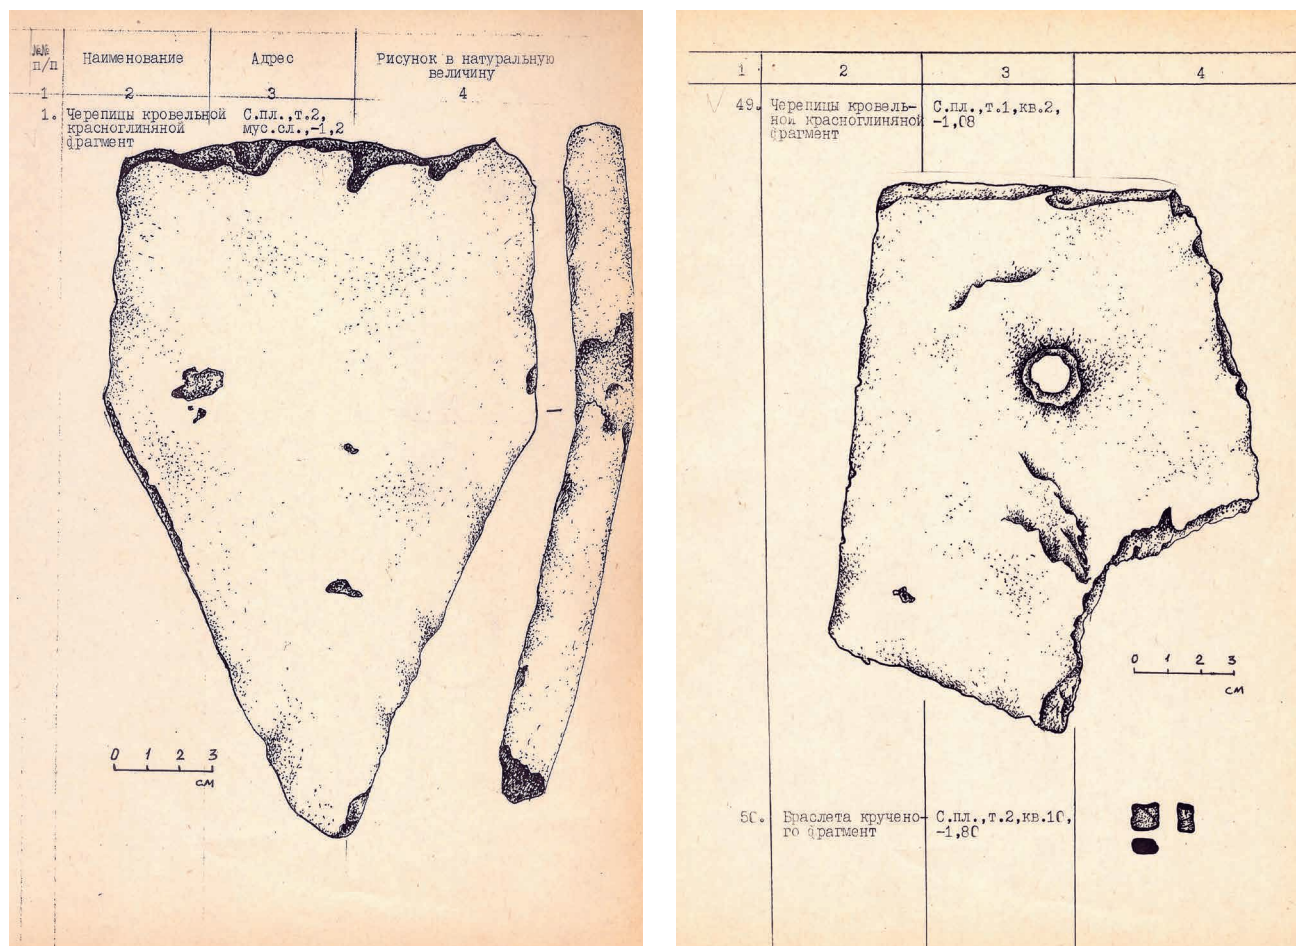 №№
п/п
Наименование
Адрес
Рисунок в натуральную
величину
1
2
3
4
1.
Черепицы кровельной
красноглиняной
фрагмент
С.пл.,т.2,
мус.сл.,-1,2
0 1 2 3
см
1
2
3
4
49.
Черепицы кровель-
ной красноглиняной
фрагмент
С.пл.,т.1,кв.2,
-1,08
0 1 2 3
см
50.
Браслета кручено-
го фрагмент
С.пл.,т.2,кв.10,
-1,80